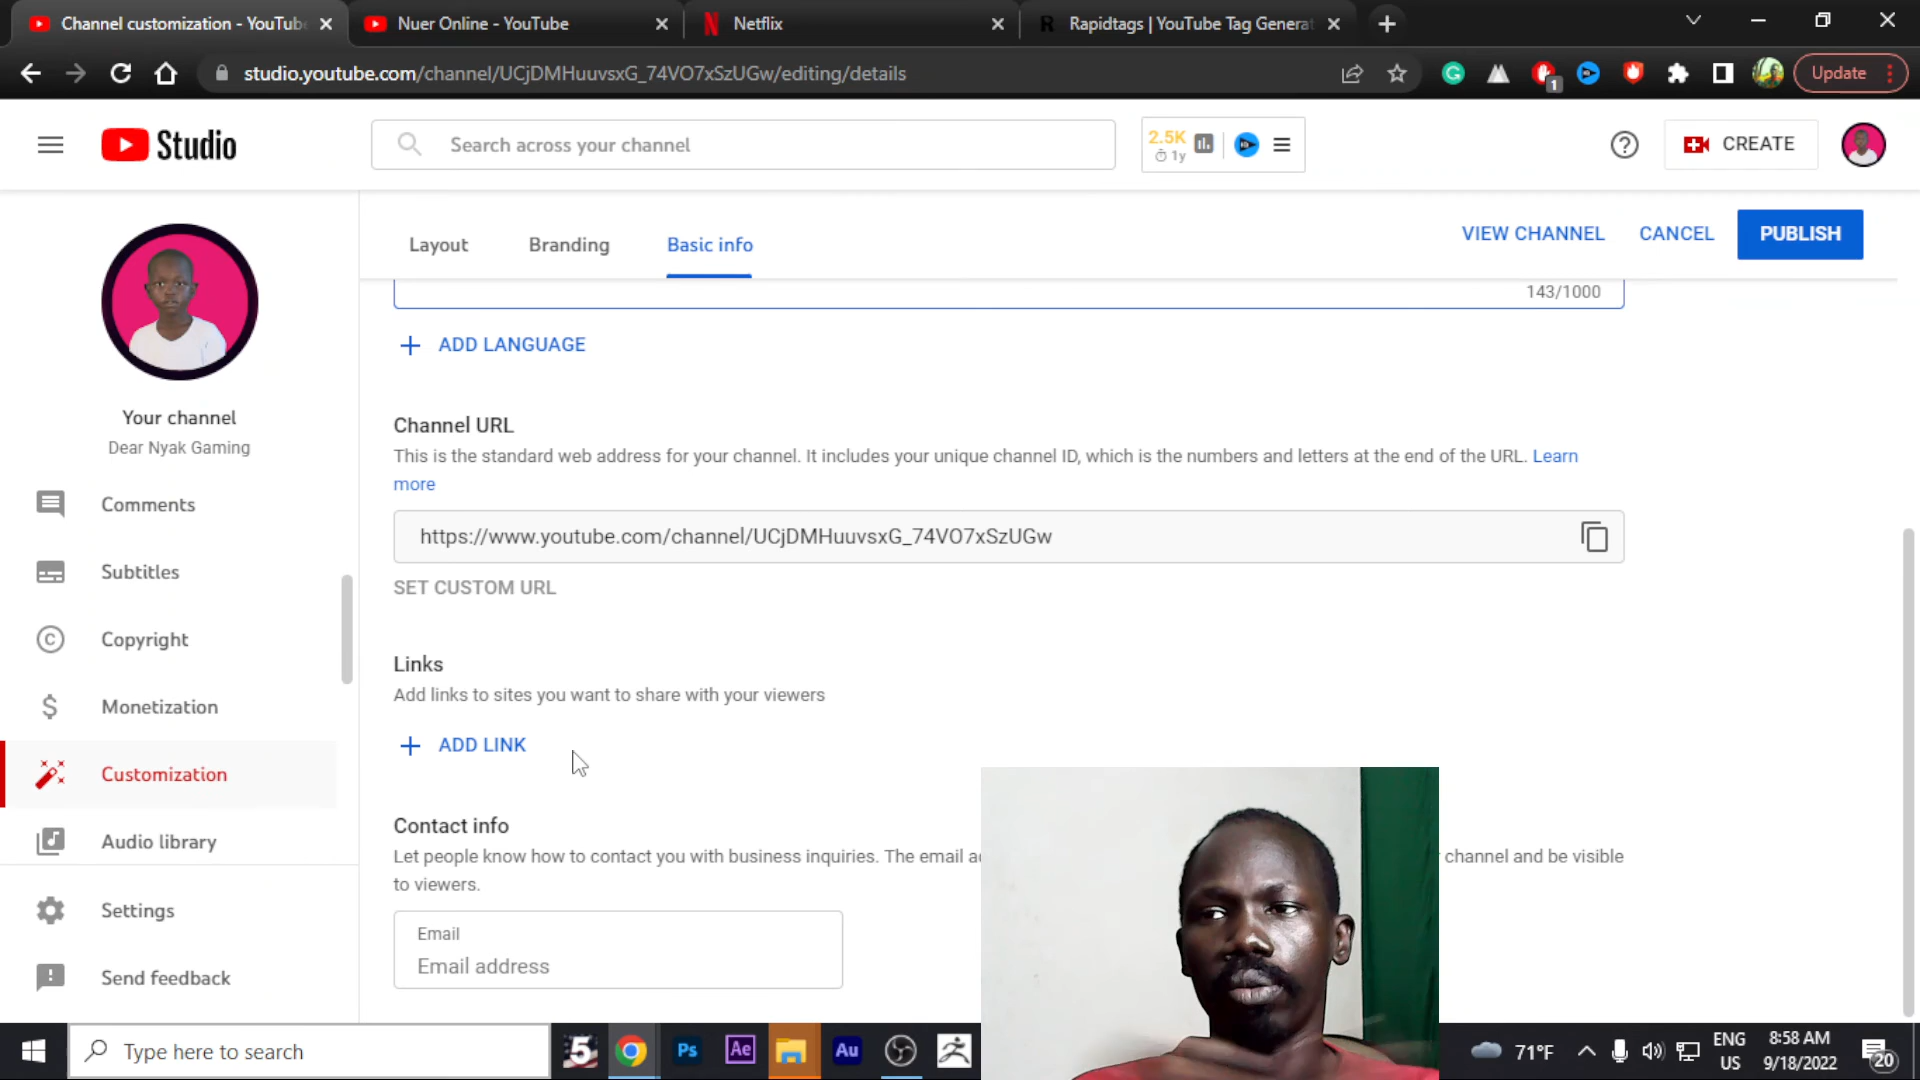 Channel customization - YouTub
Nuer Online - YouTube
Netflix
R Rapidtags | YouTube Tag Generat
studio.youtube.com/channel/UCjDMHuuvsxG_74VO7xSzUGw/editing/details
1
Update
Studio
Search across your channel
2.5K
1y
CREATE
Layout
Branding
Basic info
VIEW CHANNEL
CANCEL
PUBLISH
143/1000
ADD LANGUAGE
Your channel
Dear Nyak Gaming
Comments
Subtitles
Copyright
Monetization
Customization
Audio library
Settings
Send feedback
Channel URL
This is the standard web address for your channel. It includes your unique channel ID, which is the numbers and letters at the end of the URL. Learn
more
https://www.youtube.com/channel/UCjDMHuuvsxG_74VO7xSzUGw
SET CUSTOM URL
Links
Add links to sites you want to share with your viewers
ADD LINK
Contact info
Let people know how to contact you with business inquiries. The email a channel and be visible
to viewers.
Email
Email address
Type here to search
5
Ps
Ae
Au
71°F
ENG
US
8:58 AM
9/18/2022
20